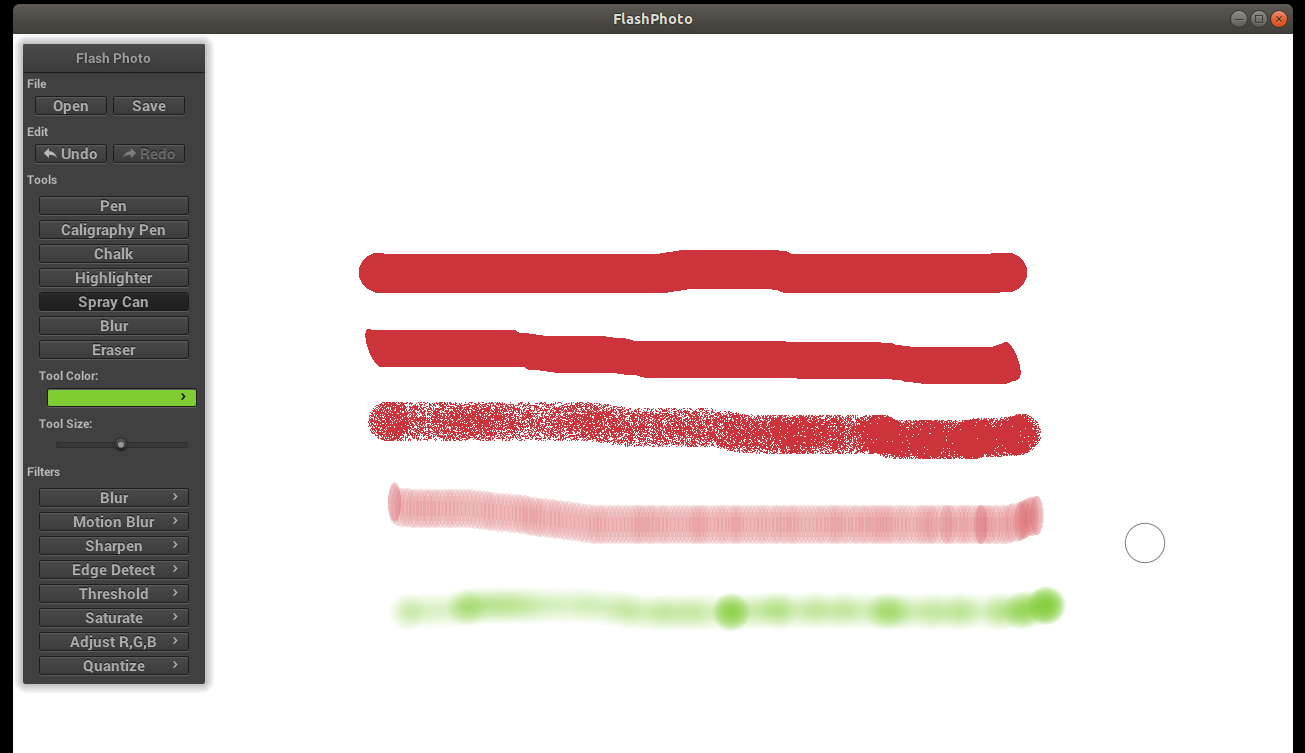 FlashPhoto
Flash Photo
File
Open Save
Edit
Undo Redo
Tools
Pen
Caligraphy Pen
Chalk
Highlighter
Spray Can
Blur
Eraser
Tool Color:
Tool Size:
Filters
Blur
Motion Blur
Sharpen
Edge Detect
Threshold
Saturate
Adjust R,G,B
Quantize